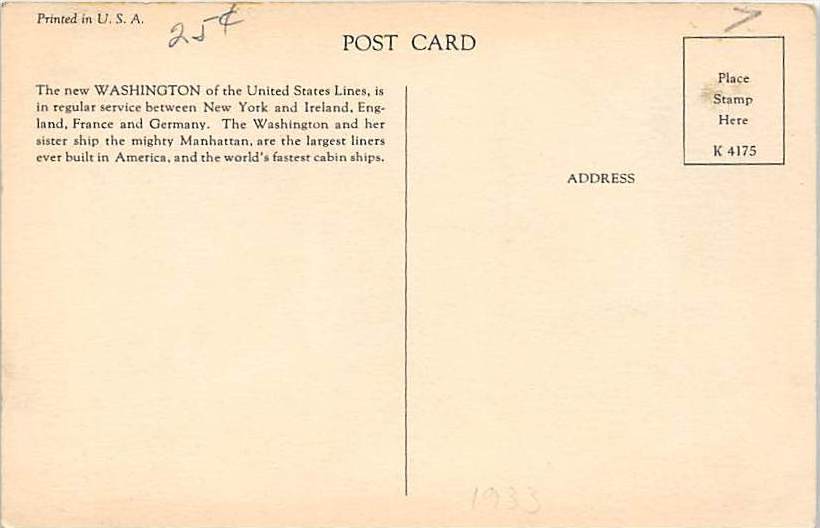 Printed in U. S. A.
25¢
POST CARD
The new WASHINGTON of the United States Lines, is
in regular service between New York and Ireland, Eng-
land, France and Germany. The Washington and her
sister ship the mighty Manhattan, are the largest liners
ever built in America, and the world's fastest cabin ships.
Place
Stamp
Here
K 4175
ADDRESS
1933